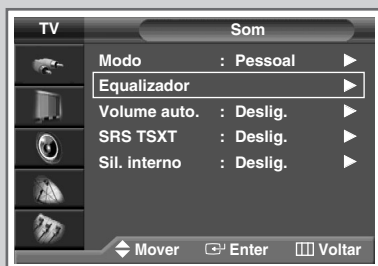 TV Som
Modo : Pessoal
Equalizador
Volume auto. : Deslig.
SRS TSXT : Deslig.
Sil. interno : Deslig.
Mover Enter Voltar